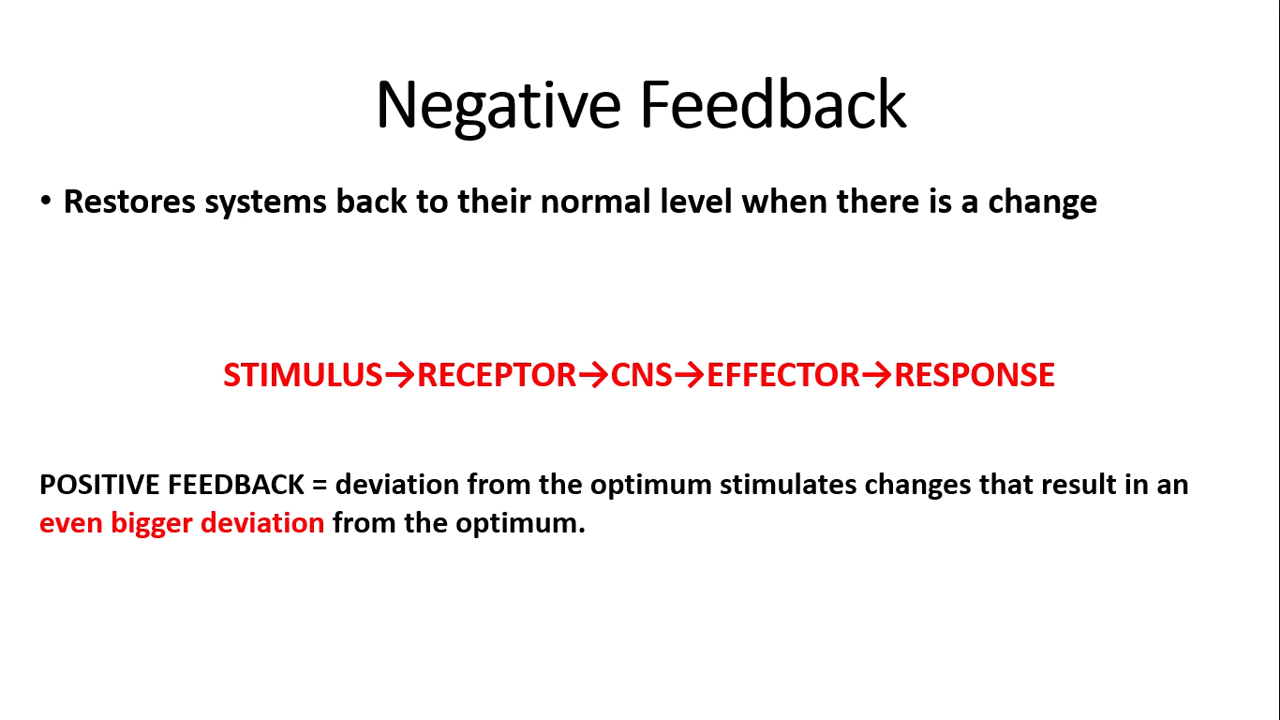 Negative Feedback
• Restores systems back to their normal level when there is a change
STIMULUS→RECEPTOR→CNS→EFFECTOR→RESPONSE
POSITIVE FEEDBACK = deviation from the optimum stimulates changes that result in an
even bigger deviation from the optimum.